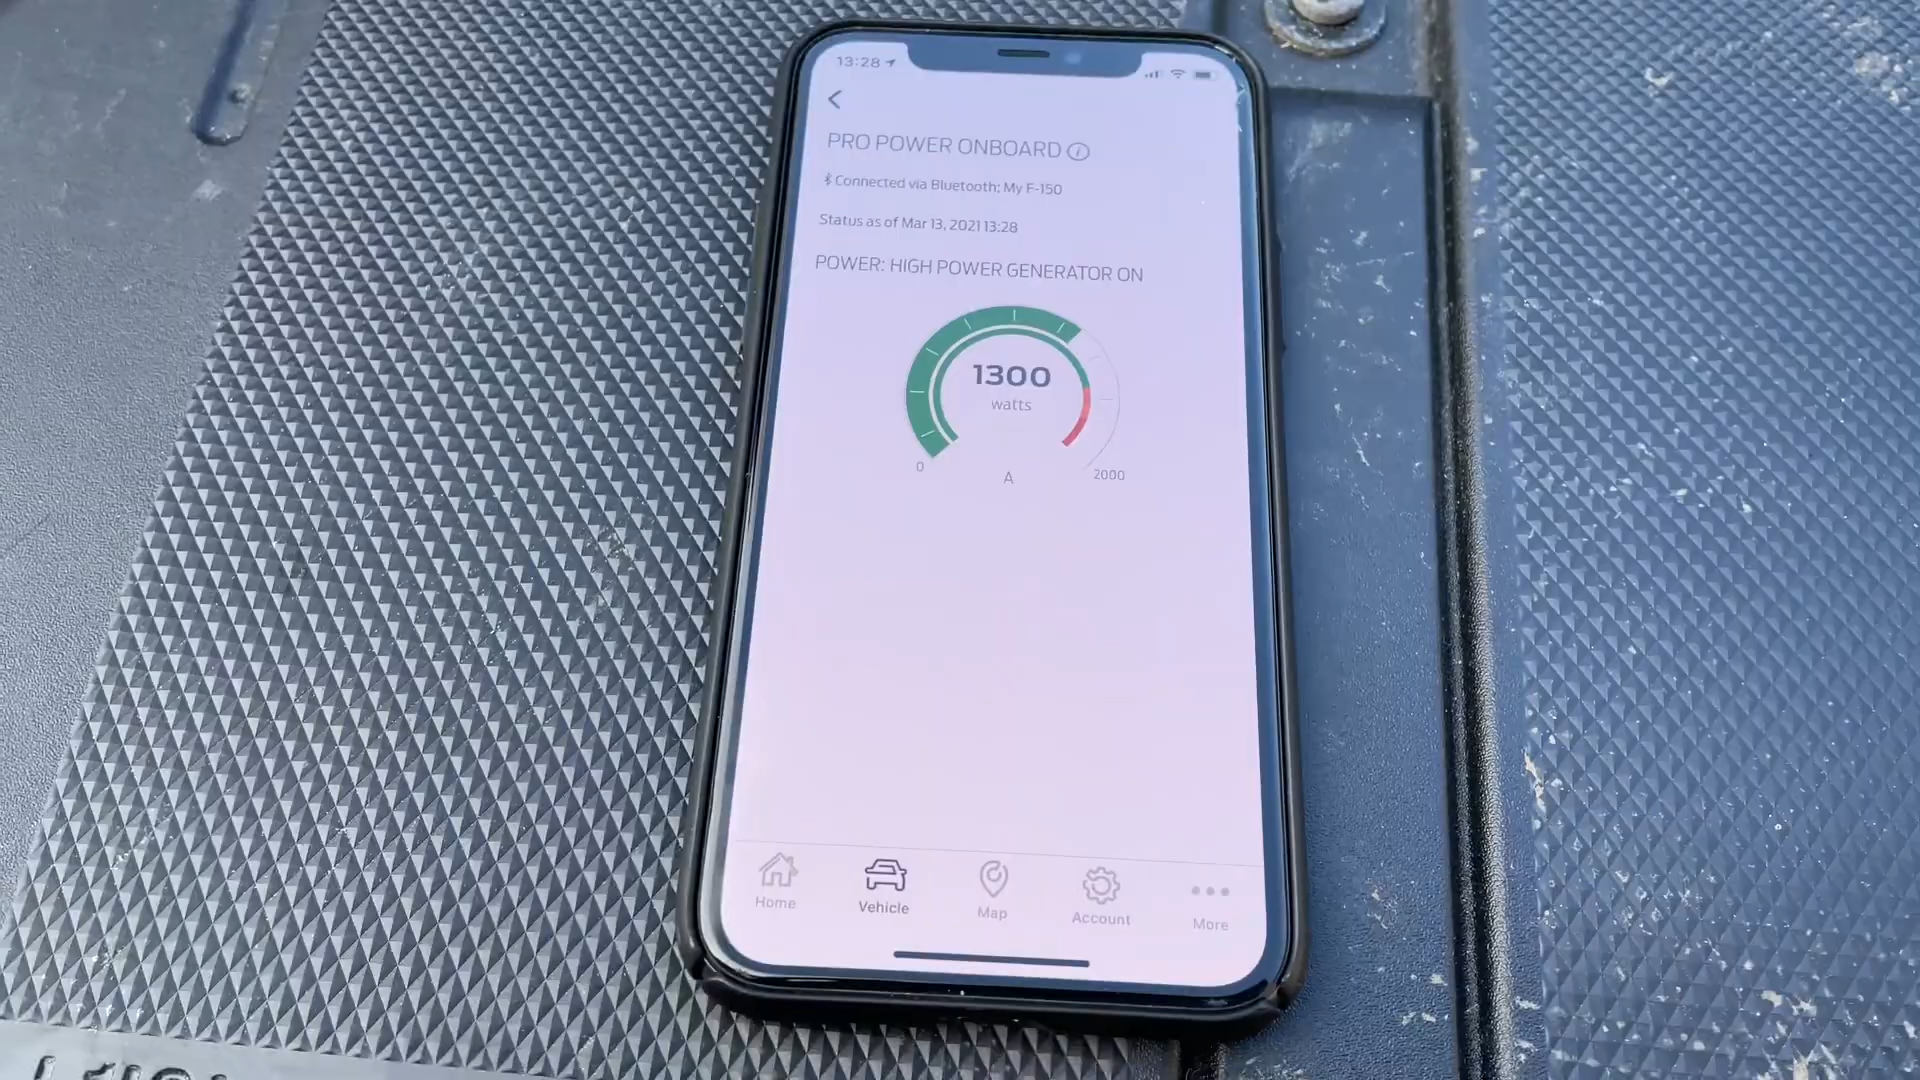 13:28
PRO POWER ONBOARD
Connected via Bluetooth: My F-150
Status as of Mar 13, 2021 13:28
POWER: HIGH POWER GENERATOR ON
1300
watts
0
A
2000
Home
Vehicle
Map
Account
More